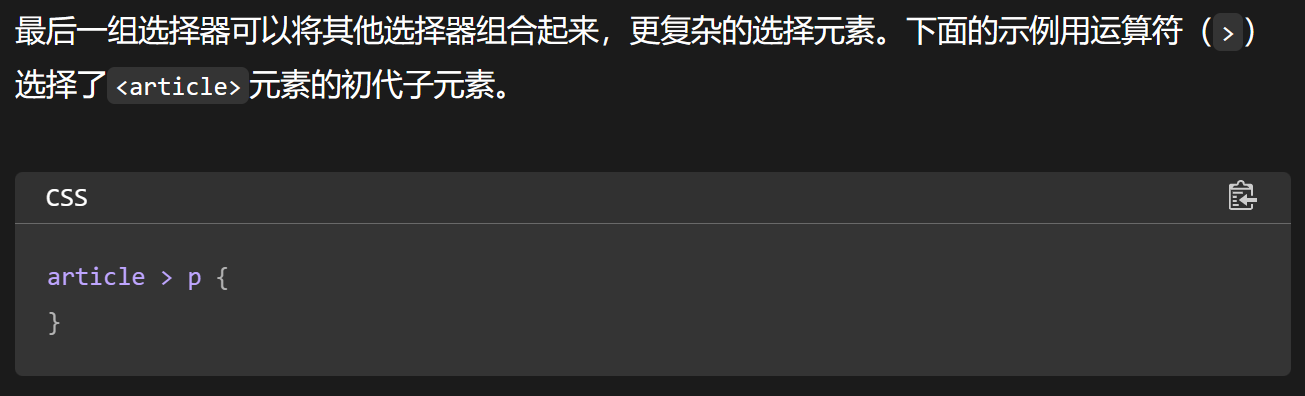 最后一组选择器可以将其他选择器组合起来，更复杂的选择元素。下面的示例用运算符（>）
选择了<article>元素的初代子元素。
CSS
article > p {
}